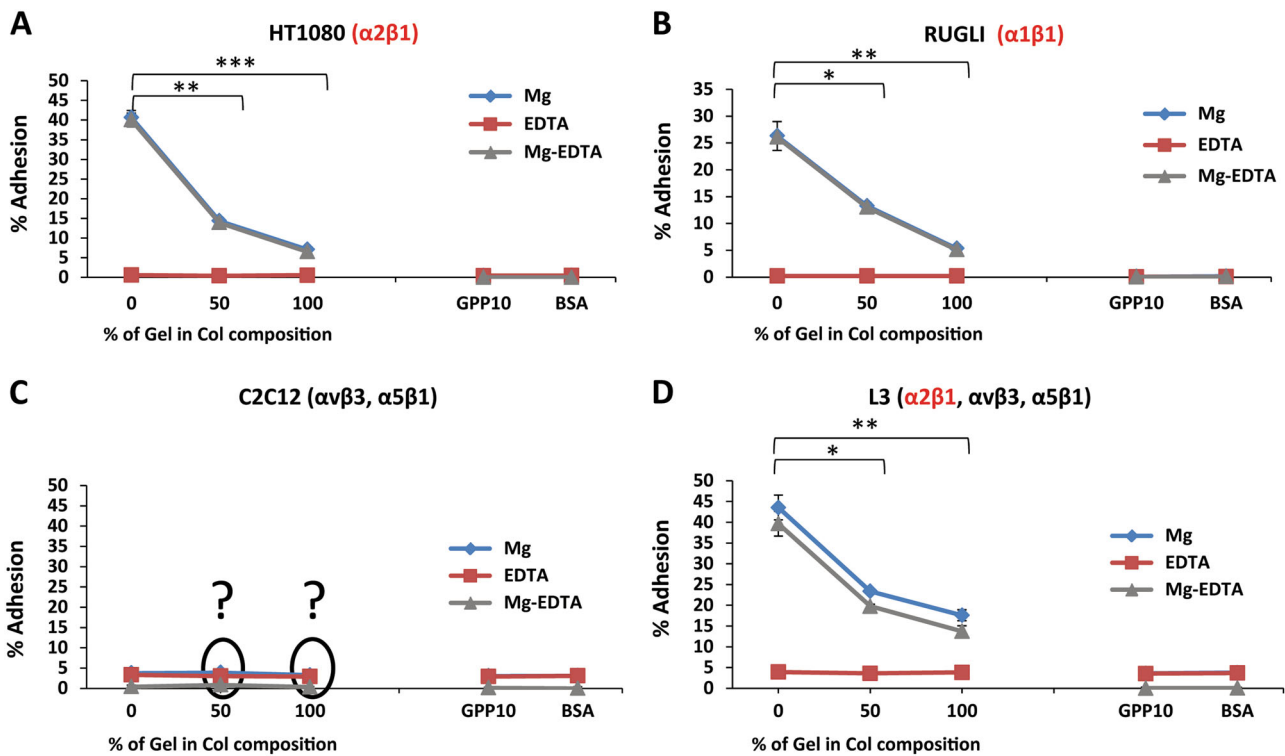 A
HT1080 (α2β1)
***
**
50
45
40
35
30
25
20
15
10
5
0
% Adhesion
Mg
EDTA
Mg-EDTA
0 50 100 GPP10 BSA
% of Gel in Col composition
B
RUGLI (α1β1)
**
*
35
30
25
20
15
10
5
0
% Adhesion
Mg
EDTA
Mg-EDTA
0 50 100 GPP10 BSA
% of Gel in Col composition
C
C2C12 (αvβ3, α5β1)
50
45
40
35
30
25
20
15
10
5
0
% Adhesion
? ?
Mg
EDTA
Mg-EDTA
0 50 100 GPP10 BSA
% of Gel in Col composition
D
L3 (α2β1, αvβ3, α5β1)
**
*
50
45
40
35
30
25
20
15
10
5
0
% Adhesion
Mg
EDTA
Mg-EDTA
0 50 100 GPP10 BSA
% of Gel in Col composition